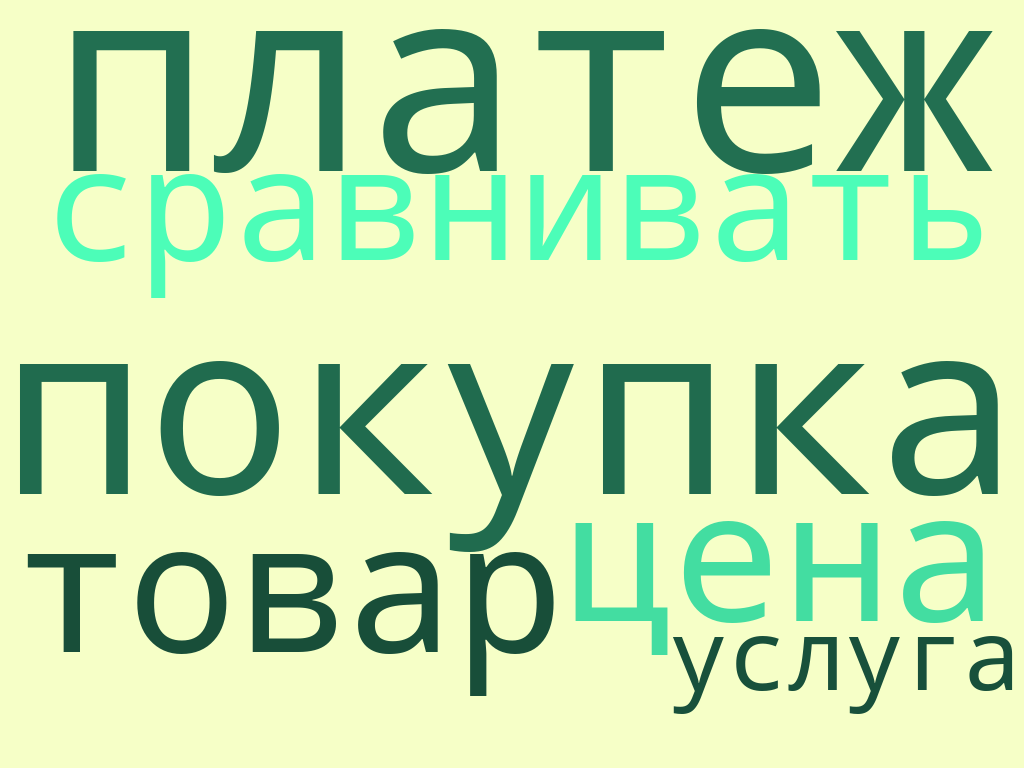 платеж
сравнивать
покупка
товар цена
услуга